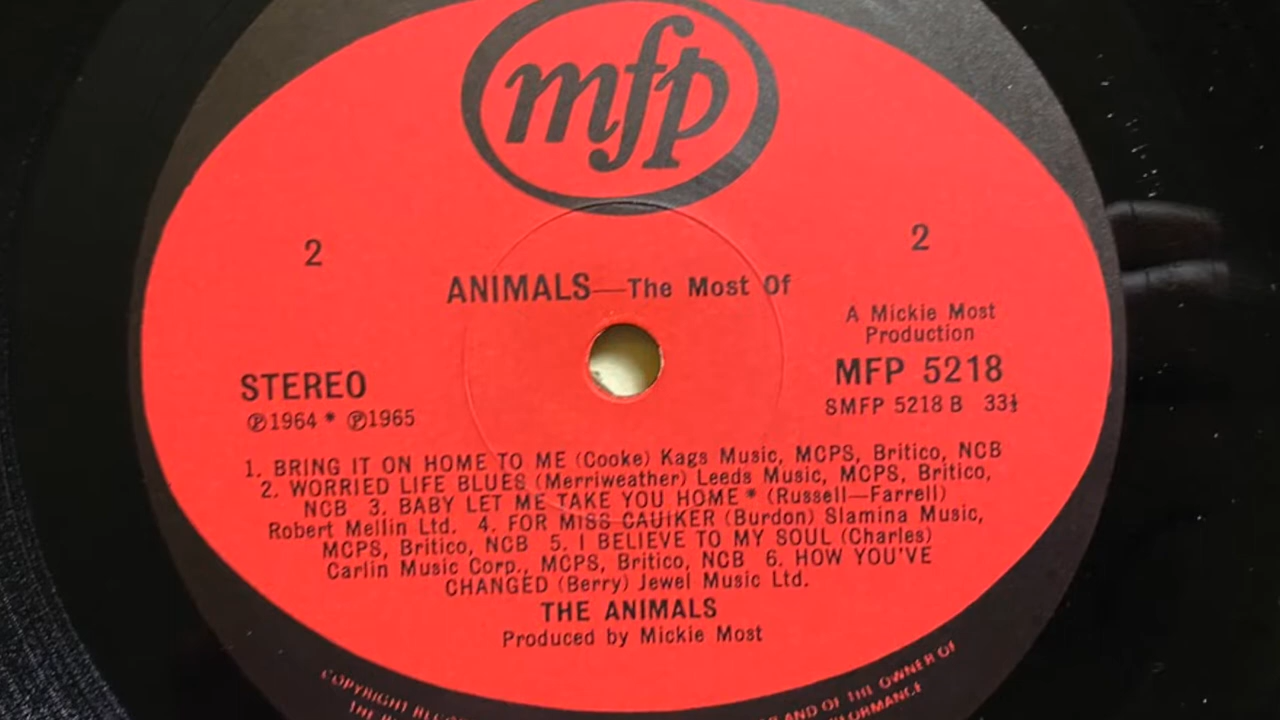 mfp
2 2
ANIMALS—The Most Of
A Mickie Most
Production
STEREO MFP 5218
℗1964 * ℗1965 SMFP 5218 B 33⅓
1. BRING IT ON HOME TO ME (Cooke) Kags Music, MCPS, Britico, NCB
2. WORRIED LIFE BLUES (Merriweather) Leeds Music, MCPS, Britico,
NCB 3. BABY LET ME TAKE YOU HOME * (Russell—Farrell)
Robert Mellin Ltd. 4. FOR MISS CAUIKER (Burdon) Slamina Music,
MCPS, Britico, NCB 5. I BELIEVE TO MY SOUL (Charles)
Carlin Music Corp., MCPS, Britico, NCB 6. HOW YOU'VE
CHANGED (Berry) Jewel Music Ltd.
THE ANIMALS
Produced by Mickie Most
COPYRIGHT AND OF THE OWNER OF
THE